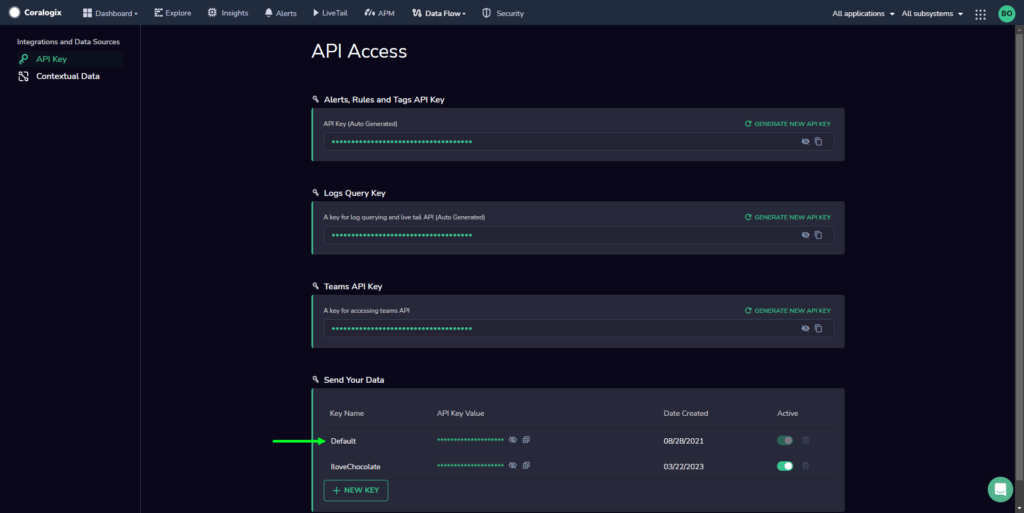 Coralogix Dashboard Explore Insights Alerts LiveTail APM Data Flow Security All applications All subsystems BO
Integrations and Data Sources
API Key
Contextual Data
API Access
Alerts, Rules and Tags API Key
API Key (Auto Generated) GENERATE NEW API KEY
************************************
Logs Query Key
A key for log querying and live tail API (Auto Generated) GENERATE NEW API KEY
************************************
Teams API Key
A key for accessing teams API GENERATE NEW API KEY
************************************
Send Your Data
Key Name API Key Value Date Created Active
Default ********************* 08/28/2021
IloveChocolate ********************* 03/22/2023
+ NEW KEY